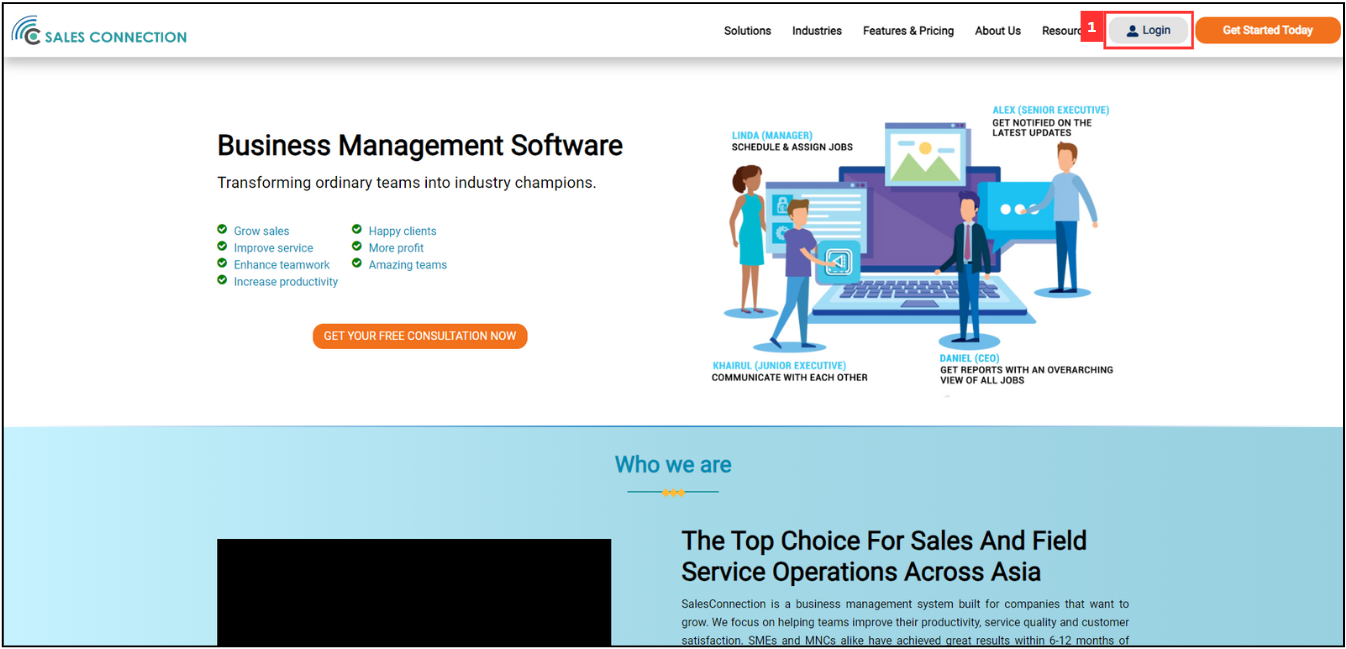 SALES CONNECTION
Solutions Industries Features & Pricing About Us Resourc 1 Login Get Started Today
Business Management Software
Transforming ordinary teams into industry champions.
Grow sales
Improve service
Enhance teamwork
Increase productivity
Happy clients
More profit
Amazing teams
GET YOUR FREE CONSULTATION NOW
LINDA (MANAGER)
SCHEDULE & ASSIGN JOBS
ALEX (SENIOR EXECUTIVE)
GET NOTIFIED ON THE
LATEST UPDATES
KHAIRUL (JUNIOR EXECUTIVE)
COMMUNICATE WITH EACH OTHER
DANIEL (CEO)
GET REPORTS WITH AN OVERARCHING
VIEW OF ALL JOBS
Who we are
The Top Choice For Sales And Field
Service Operations Across Asia
SalesConnection is a business management system built for companies that want to
grow. We focus on helping teams improve their productivity, service quality and customer
satisfaction. SMEs and MNCs alike have achieved great results within 6-12 months of